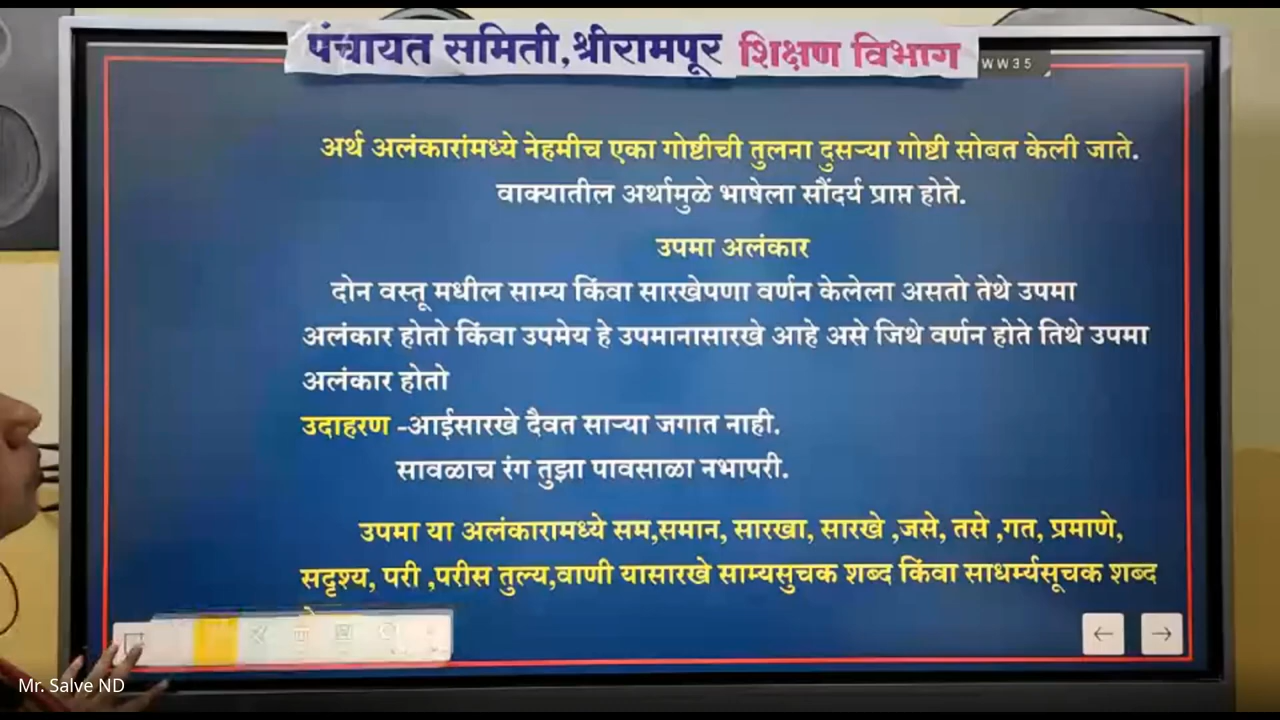 पंचायत समिती,श्रीरामपूर शिक्षण विभाग
WW35
अर्थ अलंकारांमध्ये नेहमीच एका गोष्टीची तुलना दुसऱ्या गोष्टी सोबत केली जाते.
वाक्यातील अर्थामुळे भाषेला सौंदर्य प्राप्त होते.
उपमा अलंकार
दोन वस्तू मधील साम्य किंवा सारखेपणा वर्णन केलेला असतो तेथे उपमा
अलंकार होतो किंवा उपमेय हे उपमानासारखे आहे असे जिथे वर्णन होते तिथे उपमा
अलंकार होतो
उदाहरण -आईसारखे दैवत साऱ्या जगात नाही.
सावळाच रंग तुझा पावसाळा नभापरी.
उपमा या अलंकारामध्ये सम,समान, सारखा, सारखे ,जसे, तसे ,गत, प्रमाणे,
सदृश्य, परी ,परीस तुल्य,वाणी यासारखे साम्यसुचक शब्द किंवा साधर्म्यसूचक शब्द
Mr. Salve ND